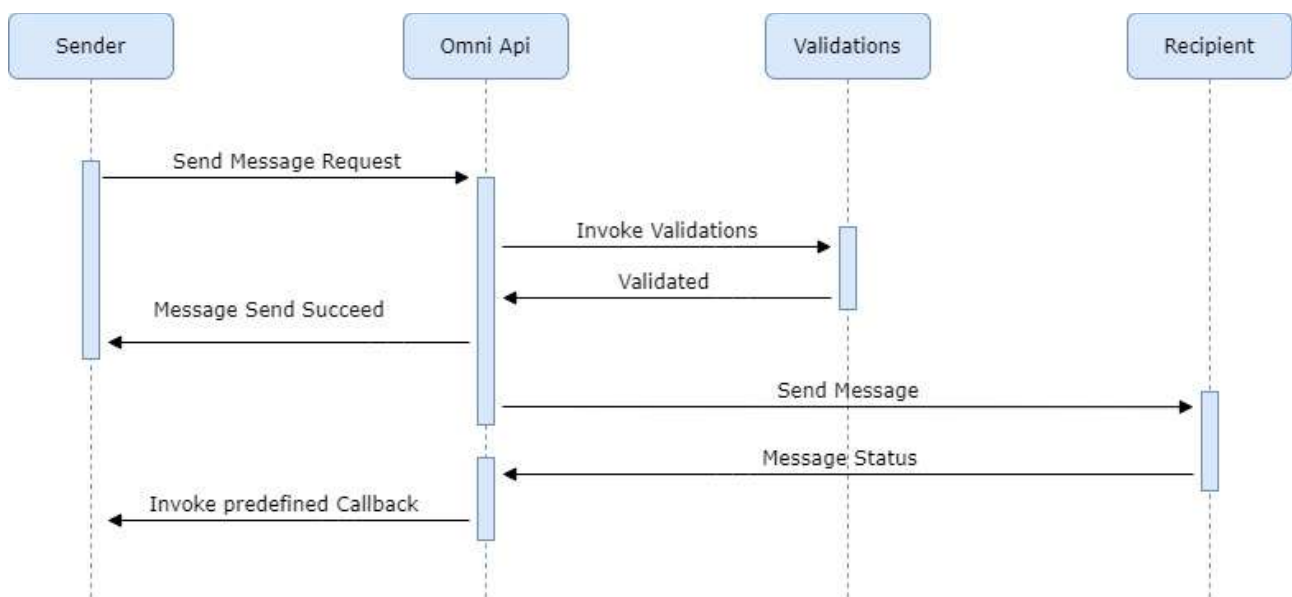 Sender
Omni Api
Validations
Recipient
Send Message Request
Invoke Validations
Validated
Message Send Succeed
Send Message
Message Status
Invoke predefined Callback